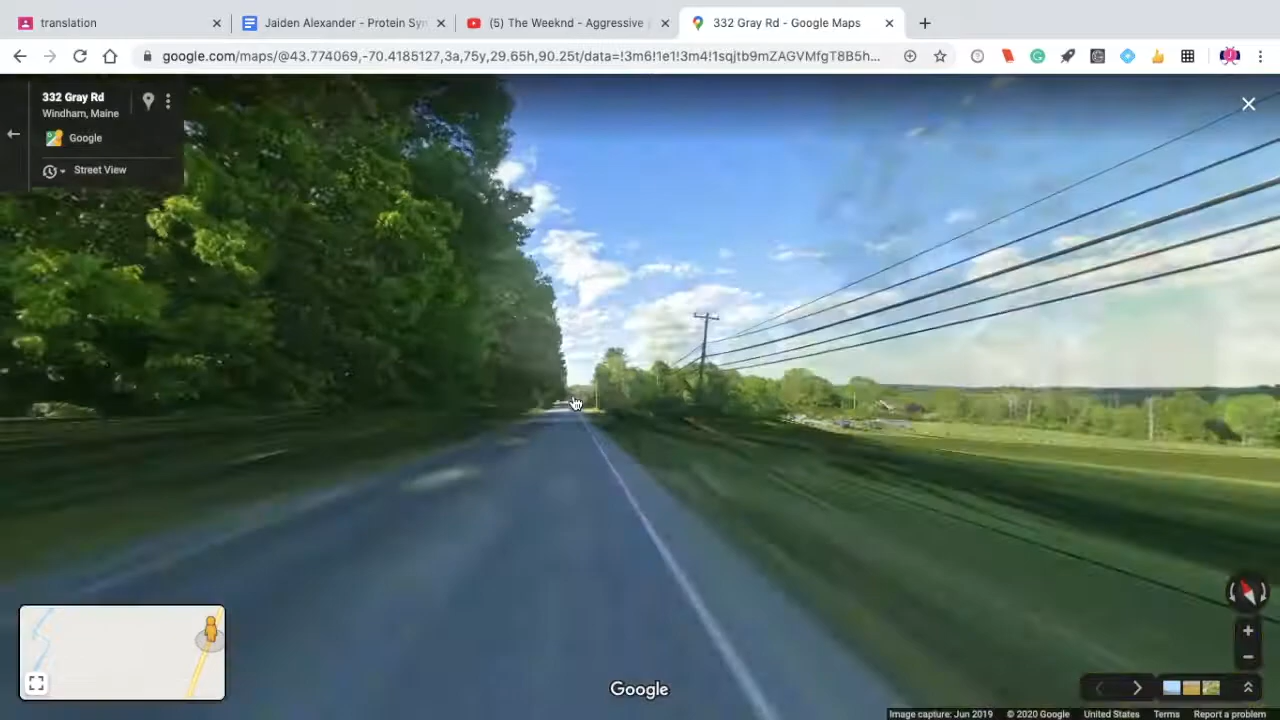 translation
Jaiden Alexander - Protein Syn
(5) The Weeknd - Aggressive
332 Gray Rd - Google Maps
google.com/maps/@43.774069,-70.4185127,3a,75y,29.65h,90.25t/data=!3m6!1e1!3m4!1sqjtb9mZAGVMfgT8B5h...
332 Gray Rd
Windham, Maine
Google
Street View
Google
Image capture: Jun 2019 © 2020 Google United States Terms Report a problem